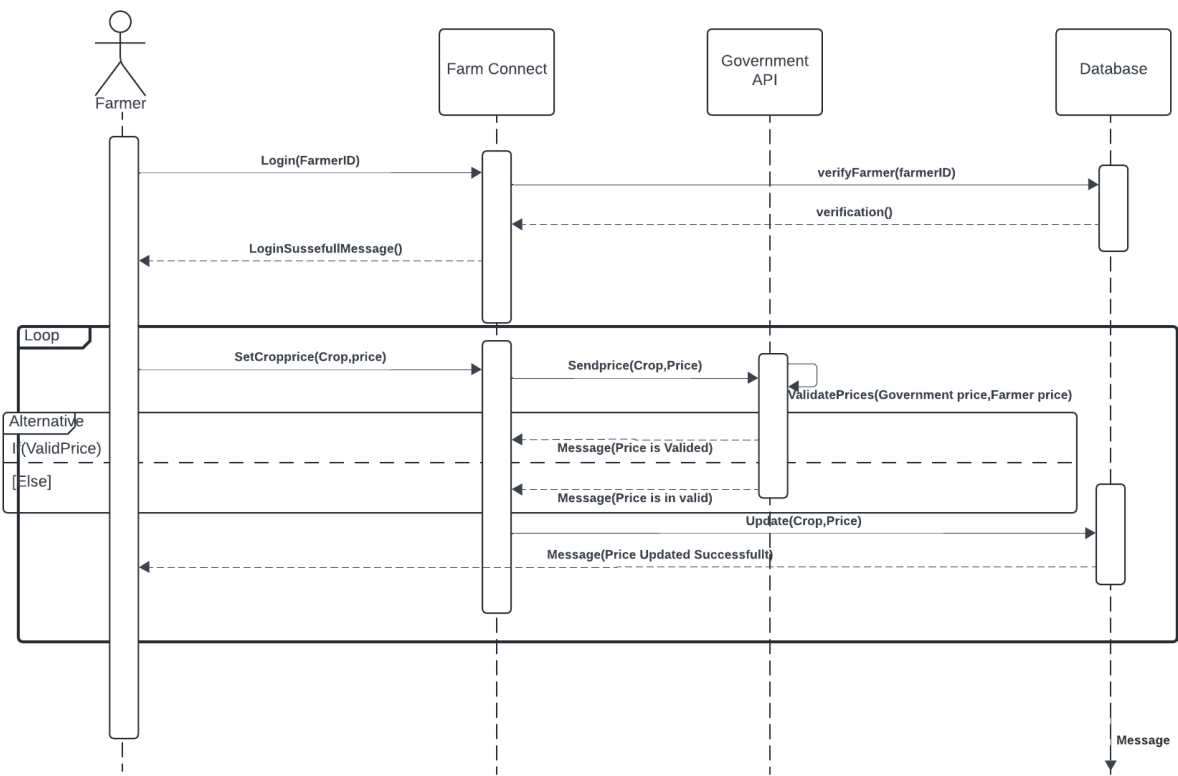 Farm Connect
Government
API
Database
Farmer
Login(FarmerID)
verifyFarmer(farmerID)
verification()
LoginSussefullMessage()
Loop
SetCropprice(Crop,price)
Sendprice(Crop,Price)
ValidatePrices(Government price,Farmer price)
Alternative
If(ValidPrice)
Message(Price is Valided)
[Else]
Message(Price is in valid)
Update(Crop,Price)
Message(Price Updated Successfullt)
Message